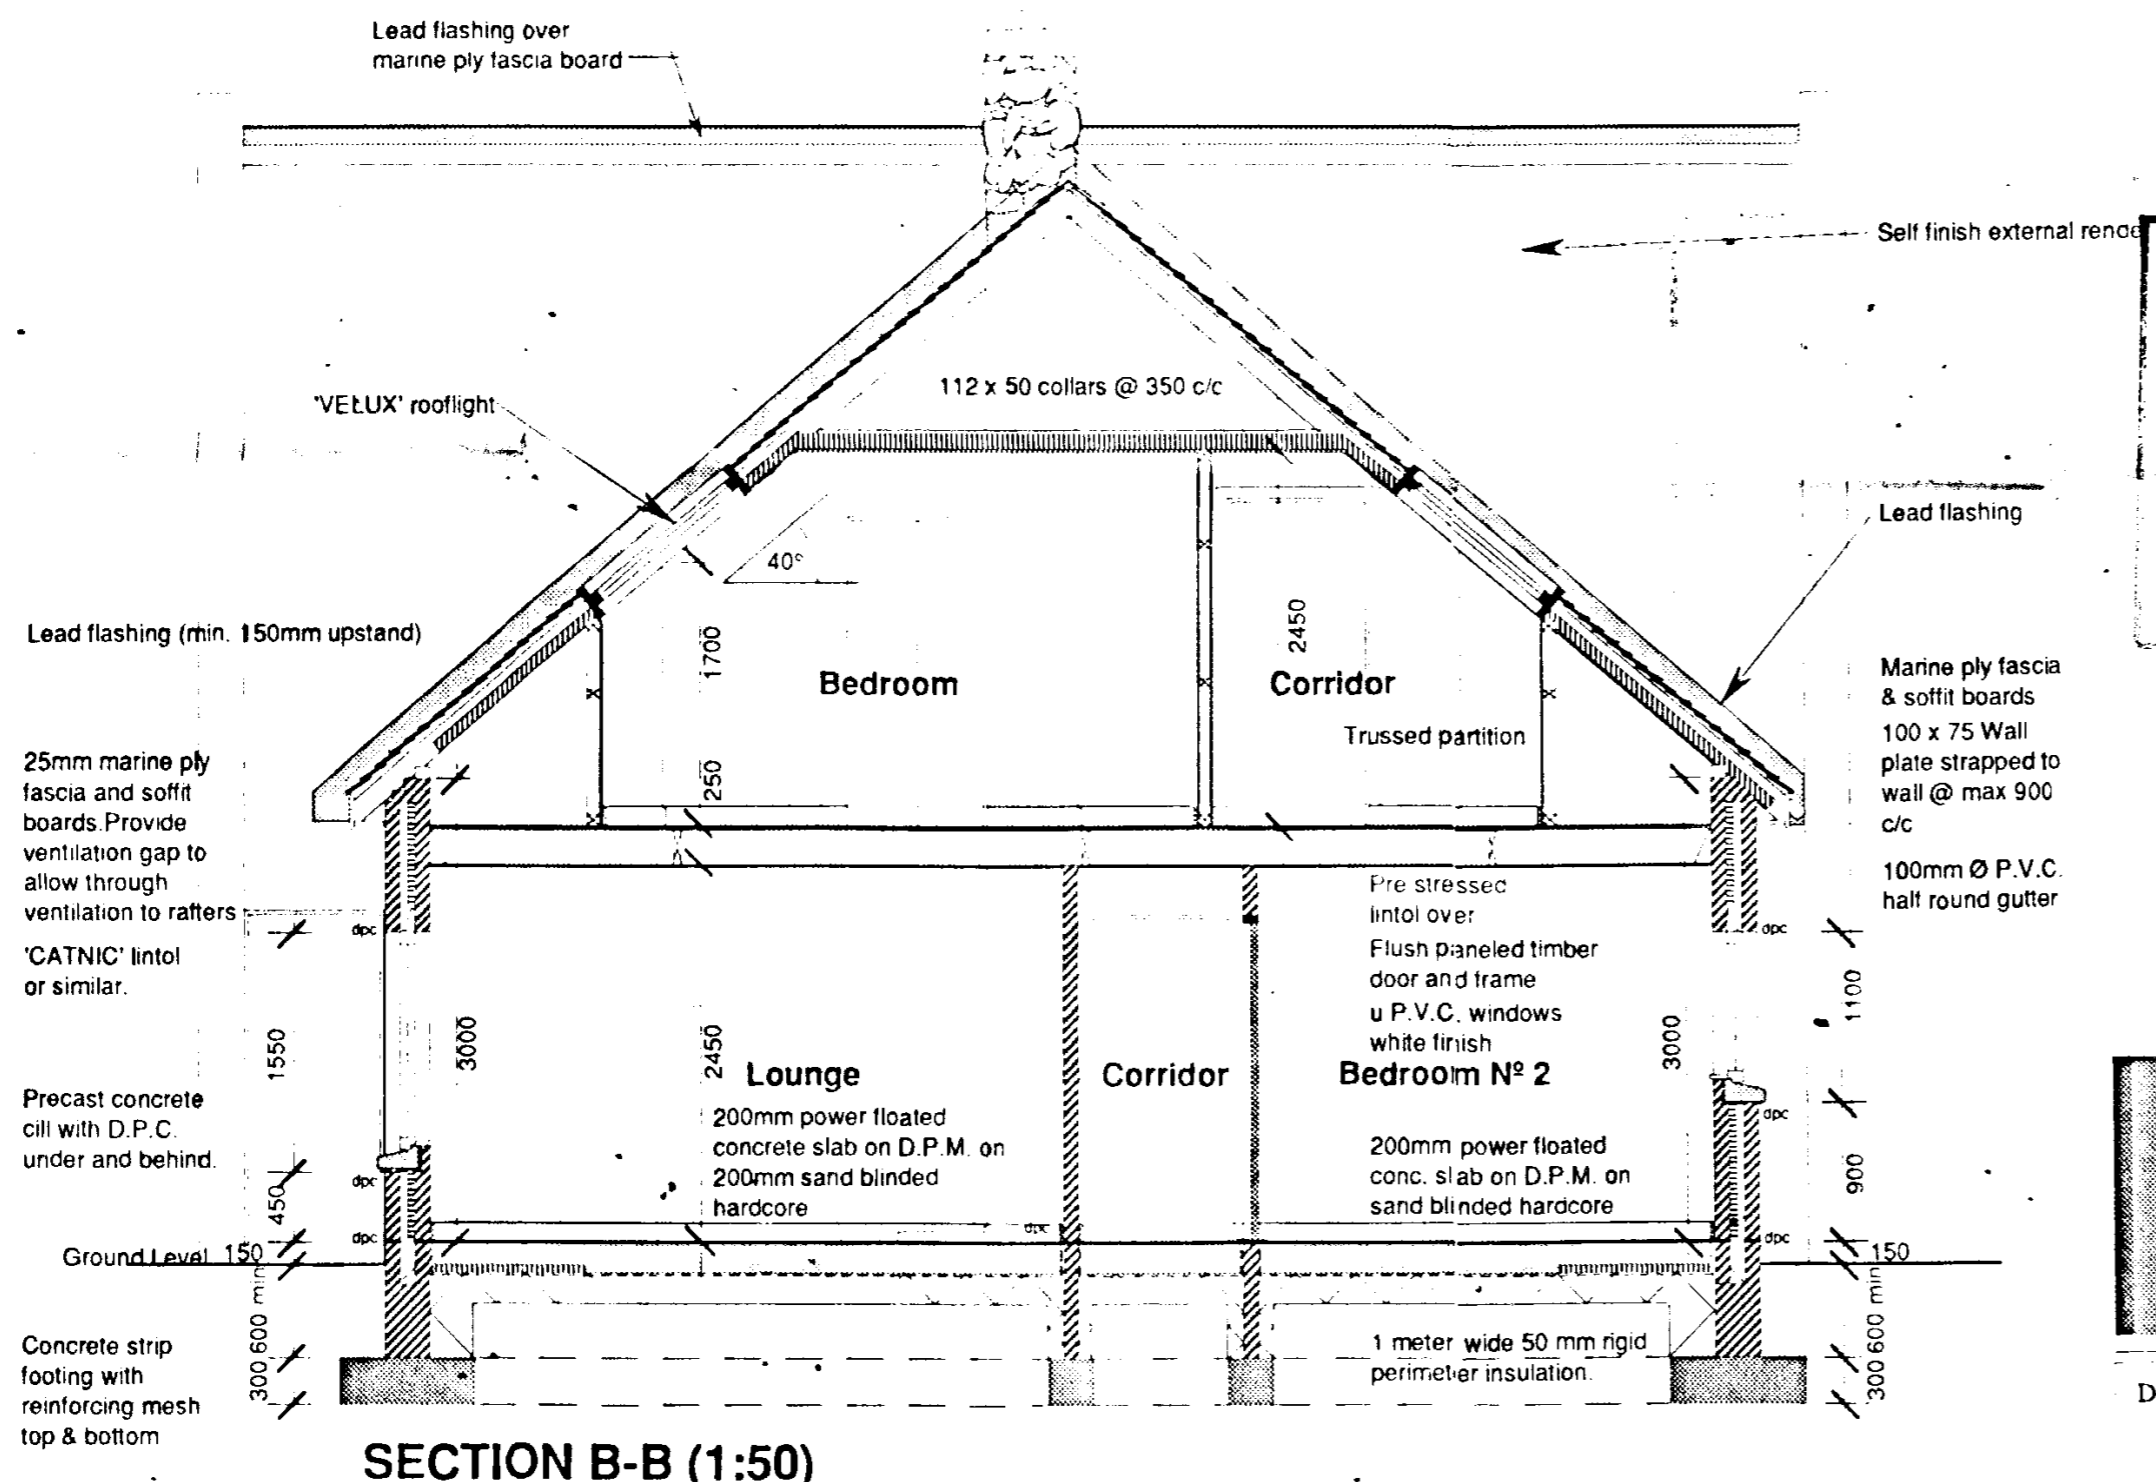 Lead flashing over
marine ply fascia board
Self finish external
112 x 50 collars @ 350 c/c
'VELUX' rooflight
Lead flashing
40°
Lead flashing (min. 150mm upstand)
1700
2450
Bedroom
Corridor
Trussed partition
250
Marine ply fascia
& soffit boards
100 x 75 Wall
plate strapped to
wall @ max 900
c/c
100mm Ø P.V.C.
half round gutter
25mm marine ply
fascia and soffit
boards.Provide
ventilation gap to
allow through
ventilation to rafters
'CATNIC' lintol
or similar.
Pre stressed
lintol over
Flush paneled timber
door and frame
u P.V.C. windows
white finish
dpc
dpc
1550
3000
2450
3000
1100
Lounge
Corridor
Bedroom Nº 2
Precast concrete
cill with D.P.C.
under and behind.
200mm power floated
concrete slab on D.P.M. on
200mm sand blinded
hardcore
200mm power floated
conc. slab on D.P.M. on
sand blinded hardcore
dpc
dpc
450
900
dpc
dpc
dpc
Ground Level
150
150
600 min
300
600 min
300
Concrete strip
footing with
reinforcing mesh
top & bottom
1 meter wide 50 mm rigid
perimeter insulation.
SECTION B-B (1:50)